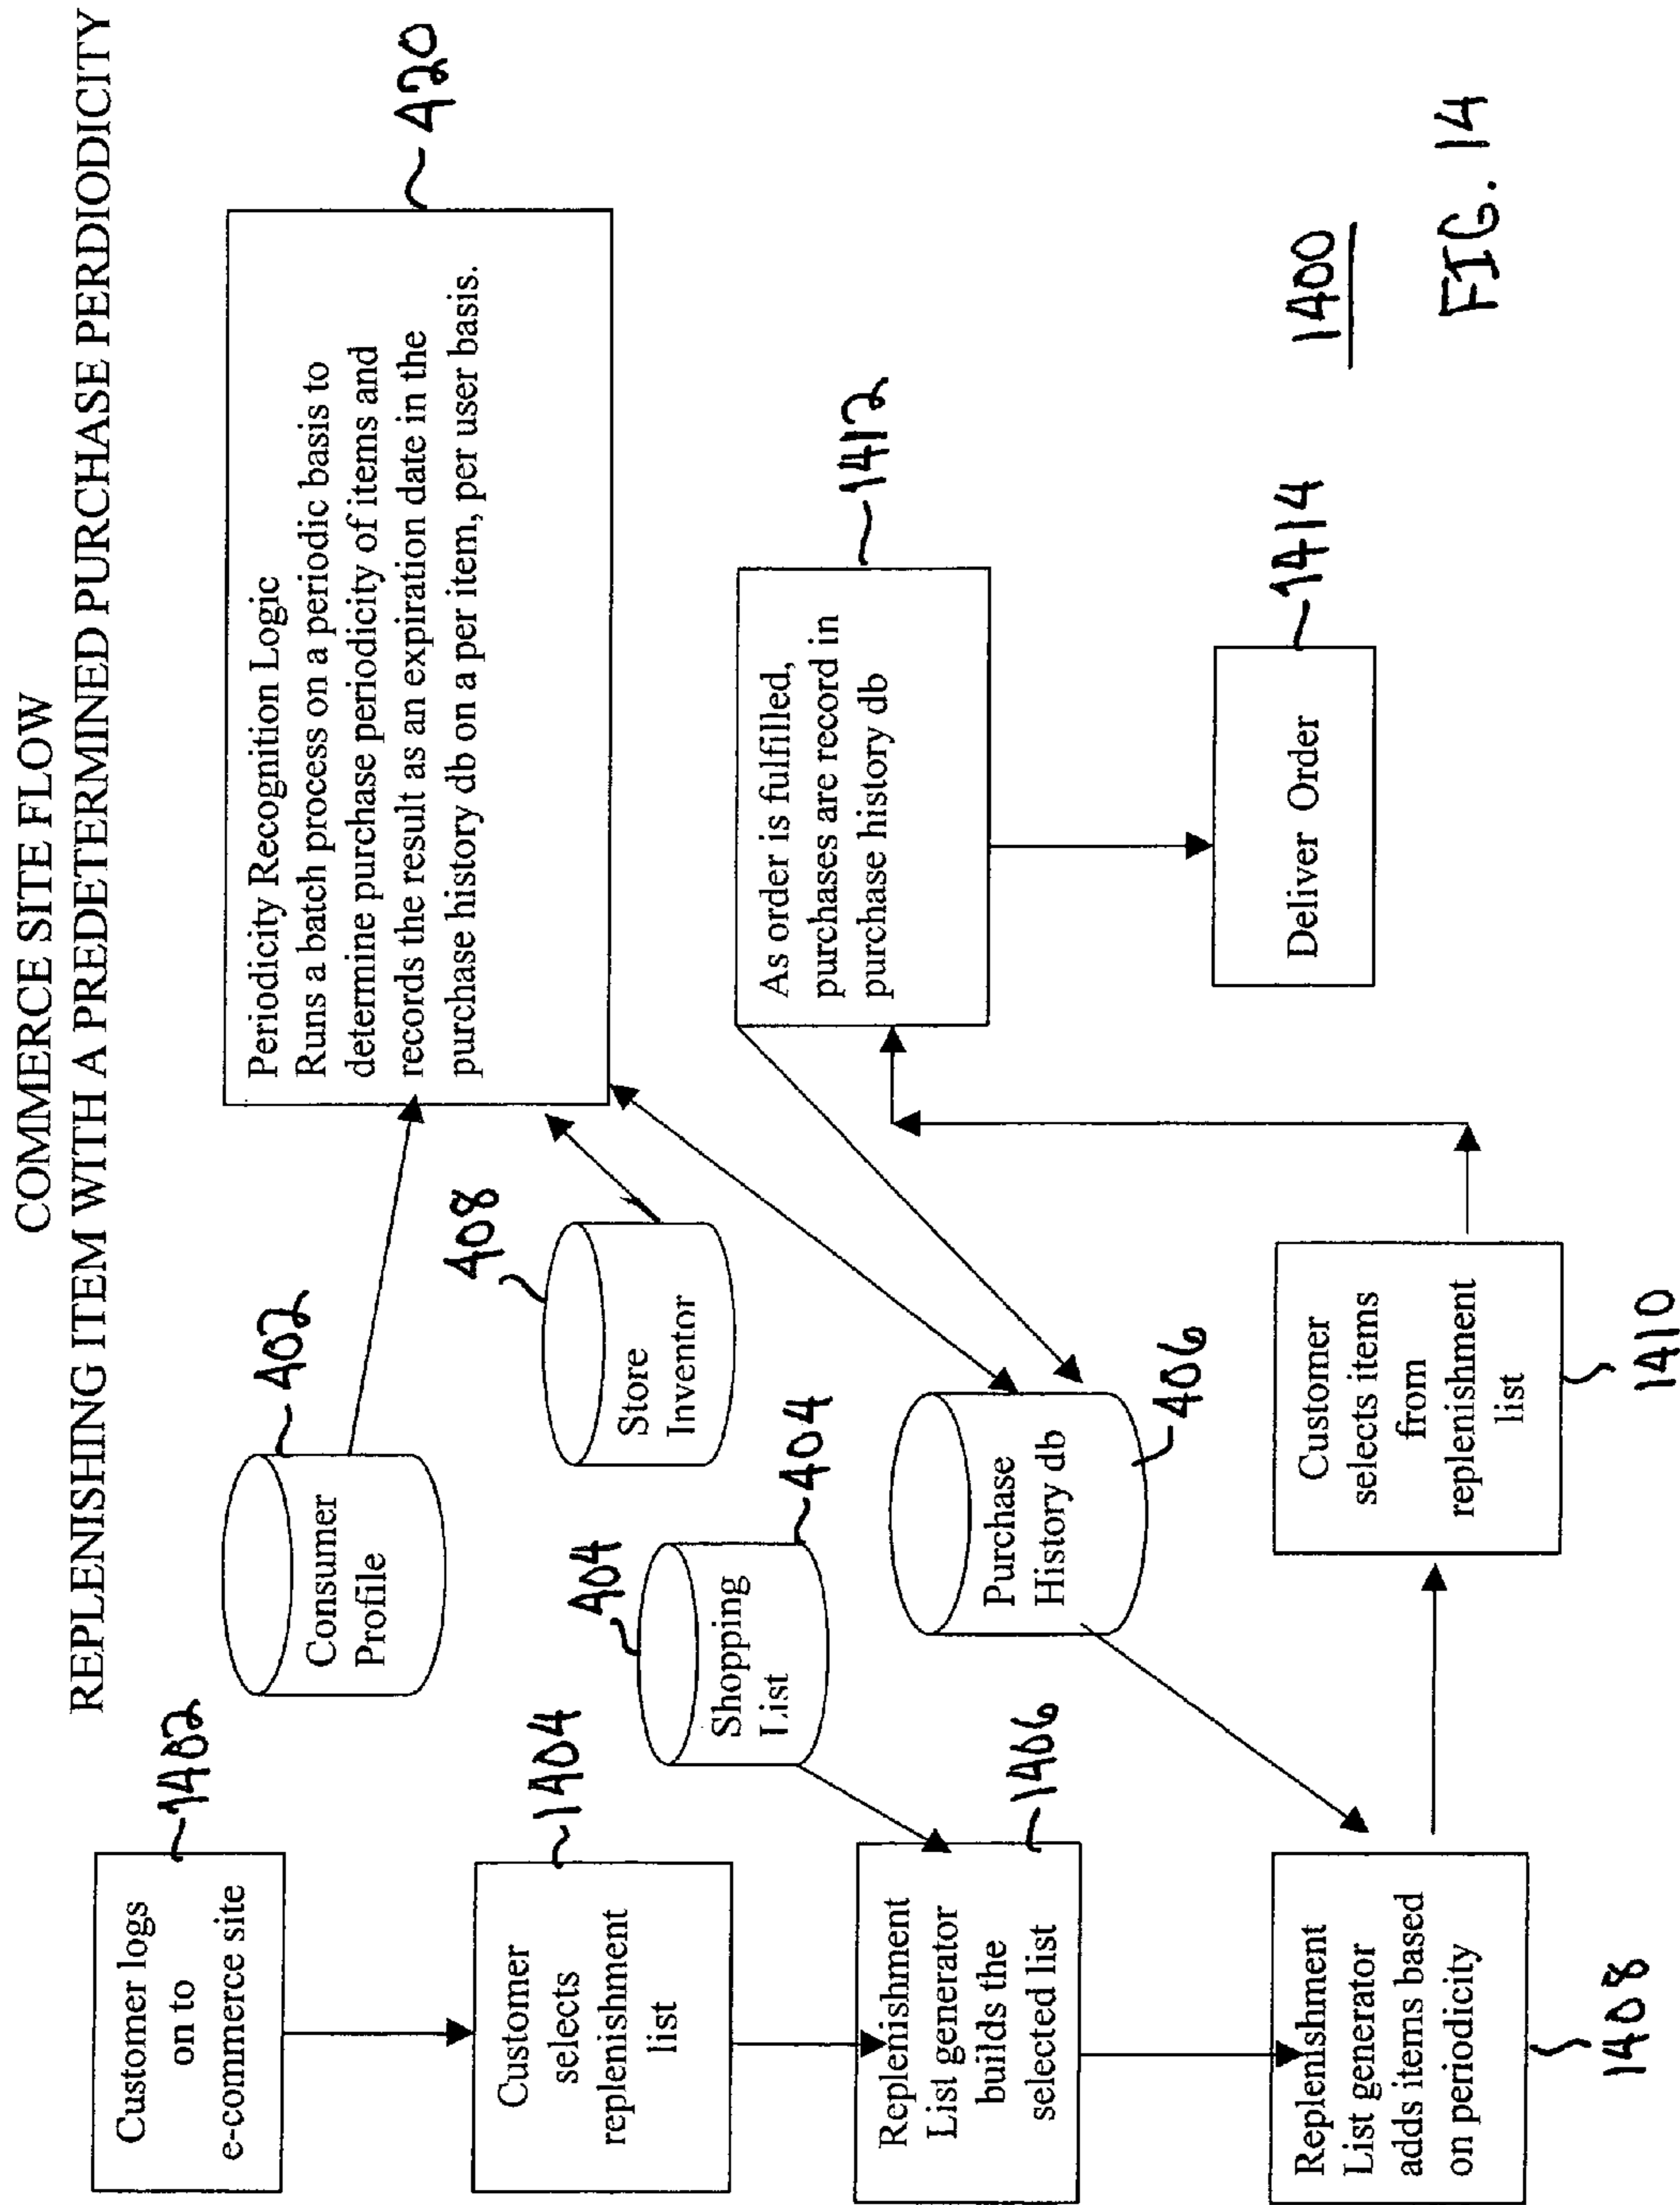 COMMERCE SITE FLOW
REPLENISHING ITEM WITH A PREDETERMINED PURCHASE PERDIODICITY
Customer logs
on to
e-commerce site
1402
Customer
selects
replenishment
list
1404
Replenishment
List generator
builds the
selected list
1406
Replenishment
List generator
adds items based
on periodicity
1408
Consumer
Profile
402
Shopping
List
404
404
Store
Inventor
408
Purchase
History db
406
Customer
selects items
from
replenishment
list
1410
Periodicity Recognition Logic
Runs a batch process on a periodic basis to
determine purchase periodicity of items and
records the result as an expiration date in the
purchase history db on a per item, per user basis.
420
As order is fulfilled,
purchases are record in
purchase history db
1412
Deliver Order
1414
1400
FIG. 14